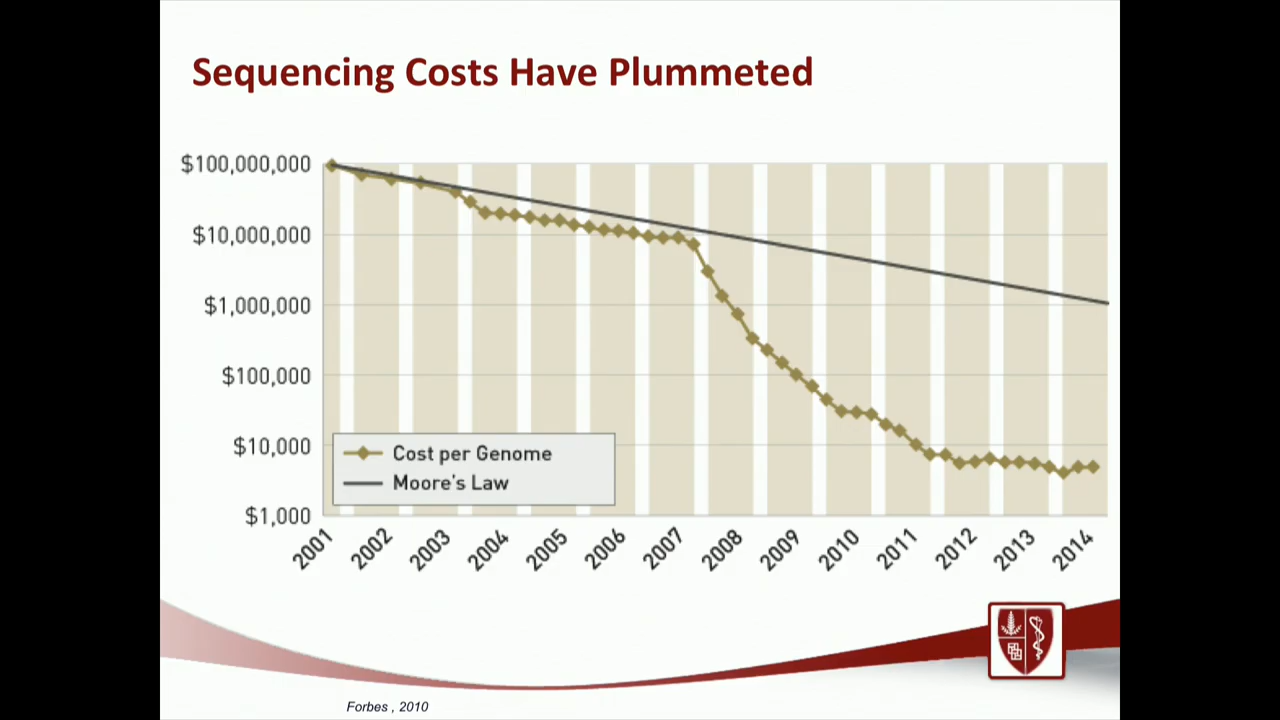 Sequencing Costs Have Plummeted
$100,000,000
$10,000,000
$1,000,000
$100,000
$10,000
$1,000
Cost per Genome
Moore's Law
2001 2002 2003 2004 2005 2006 2007 2008 2009 2010 2011 2012 2013 2014
Forbes , 2010